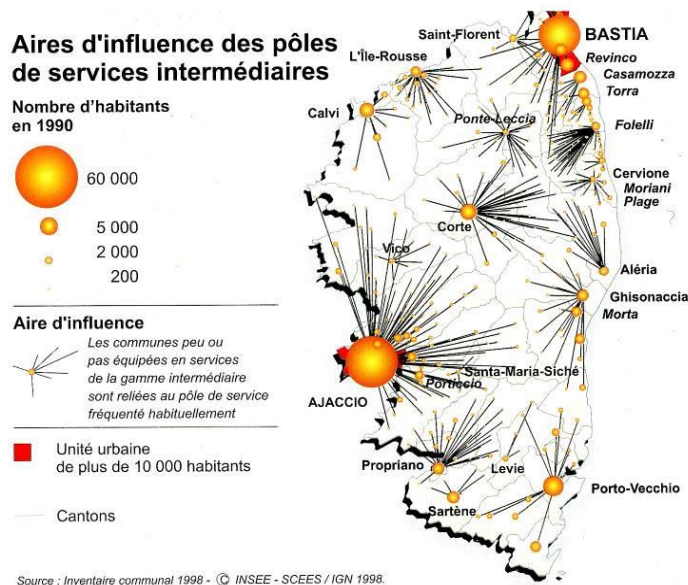 Aires d'influence des pôles
de services intermédiaires
Nombre d'habitants
en 1990
60 000
5 000
2 000
200
Aire d'influence
Les communes peu ou
pas équipées en services
de la gamme intermédiaire
sont reliées au pôle de service
fréquenté habituellement
Unité urbaine
de plus de 10 000 habitants
Cantons
Source : Inventaire communal 1998 - © INSEE - SCEES / IGN 1998.
Saint-Florent
BASTIA
Revinco
L'Île-Rousse
Casamozza
Torra
Calvi
Ponte-Leccia
Folelli
Cervione
Moriani
Plage
Corte
Vico
Aléria
Ghisonaccia
Morta
Santa-Maria-Siché
Porticcio
AJACCIO
Propriano
Levie
Porto-Vecchio
Sartène